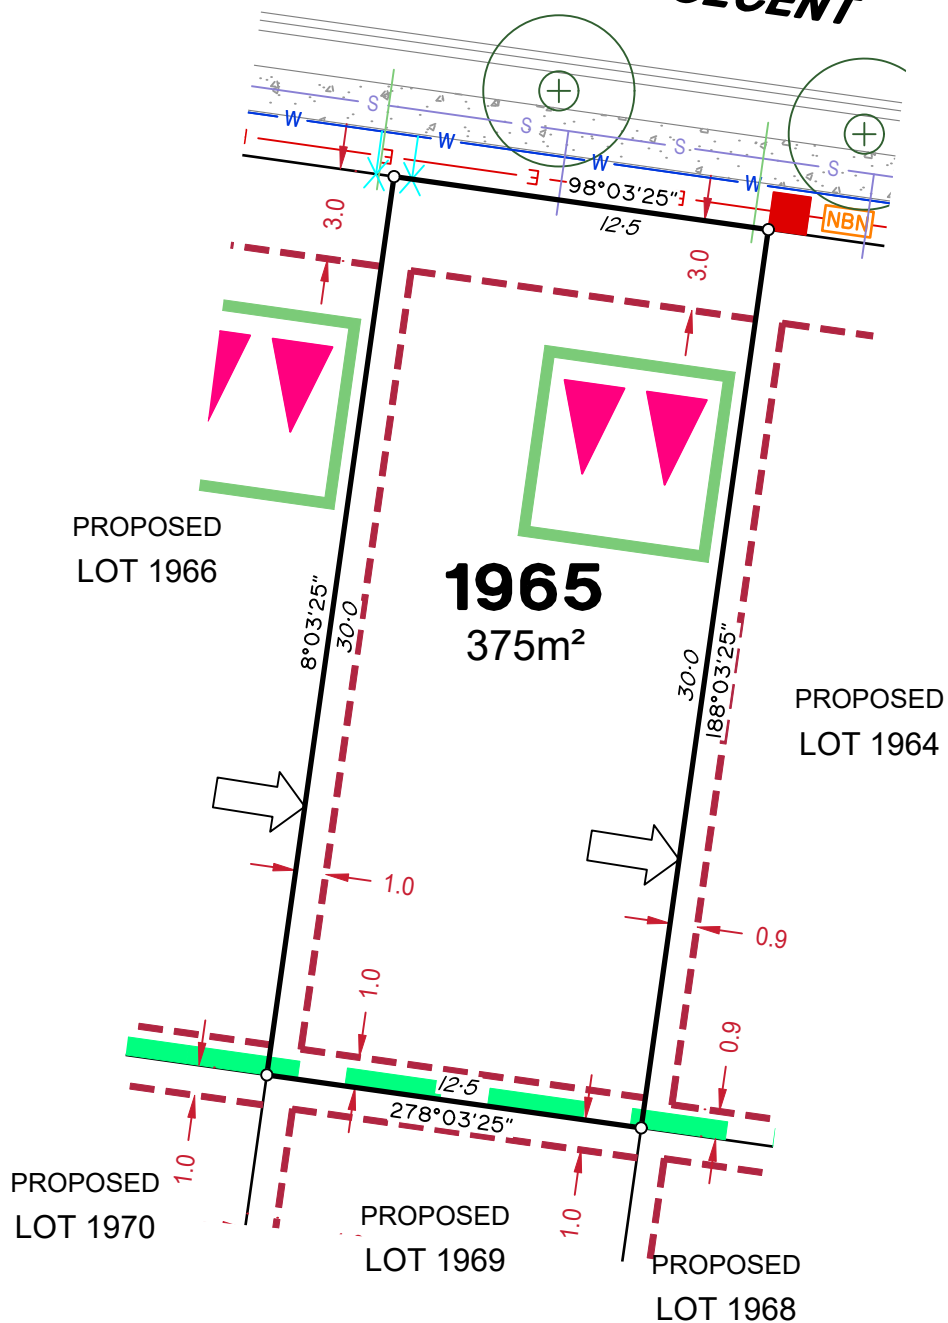 S
W
S
W
E
S
W
E
98°03'25"
E
S
W
12·5
NBN
3.0
3.0
PROPOSED
LOT 1966
1965
375m²
8°03'25"
30·0
30·0
188°03'25"
PROPOSED
LOT 1964
1.0
0.9
1.0
0.9
12·5
278°03'25"
1.0
1.0
PROPOSED
LOT 1970
PROPOSED
LOT 1969
PROPOSED
LOT 1968